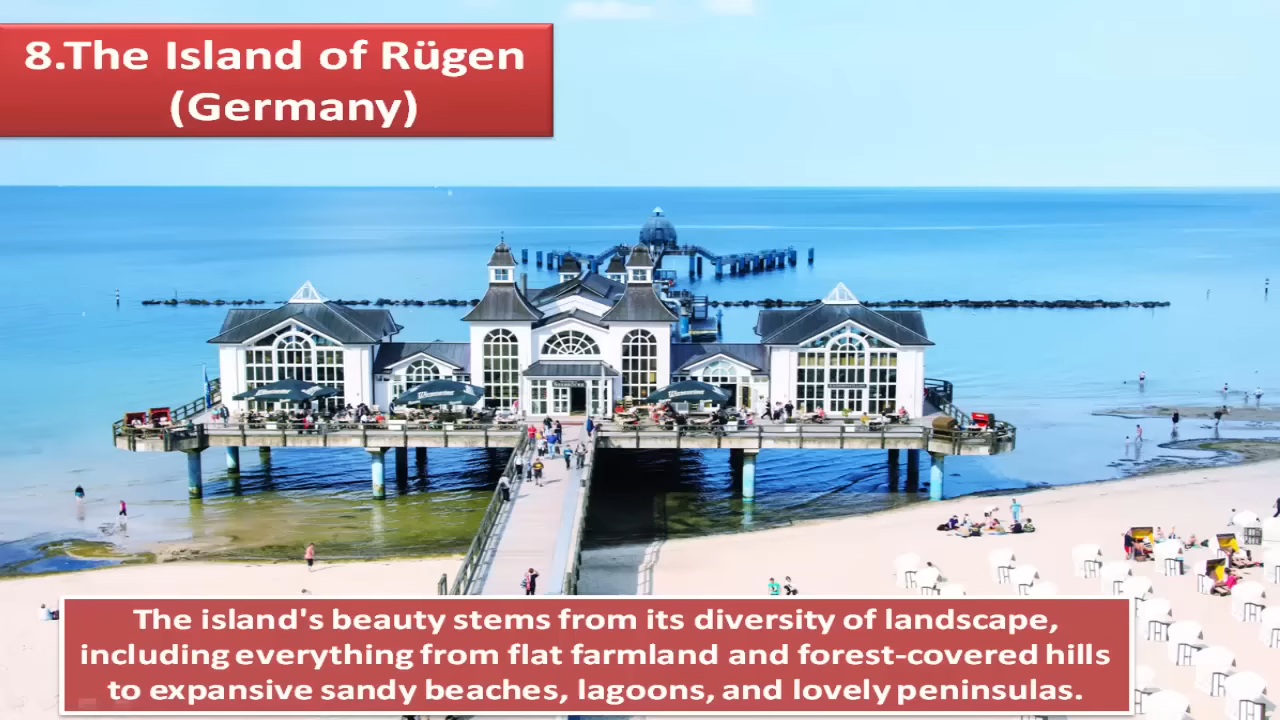 8.The Island of Rügen
(Germany)
The island's beauty stems from its diversity of landscape,
including everything from flat farmland and forest-covered hills
to expansive sandy beaches, lagoons, and lovely peninsulas.